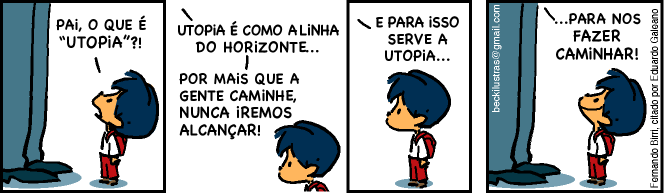 PAI, O QUE É
"UTOPIA"?!
UTOPIA É COMO A LINHA
DO HORIZONTE...
POR MAIS QUE A
GENTE CAMINHE,
NUNCA IREMOS
ALCANÇAR!
E PARA ISSO
SERVE A
UTOPIA...
...PARA NOS
FAZER
CAMINHAR!
beckilustras@gmail.com
Fernando Birri, citado por Eduardo Galeano